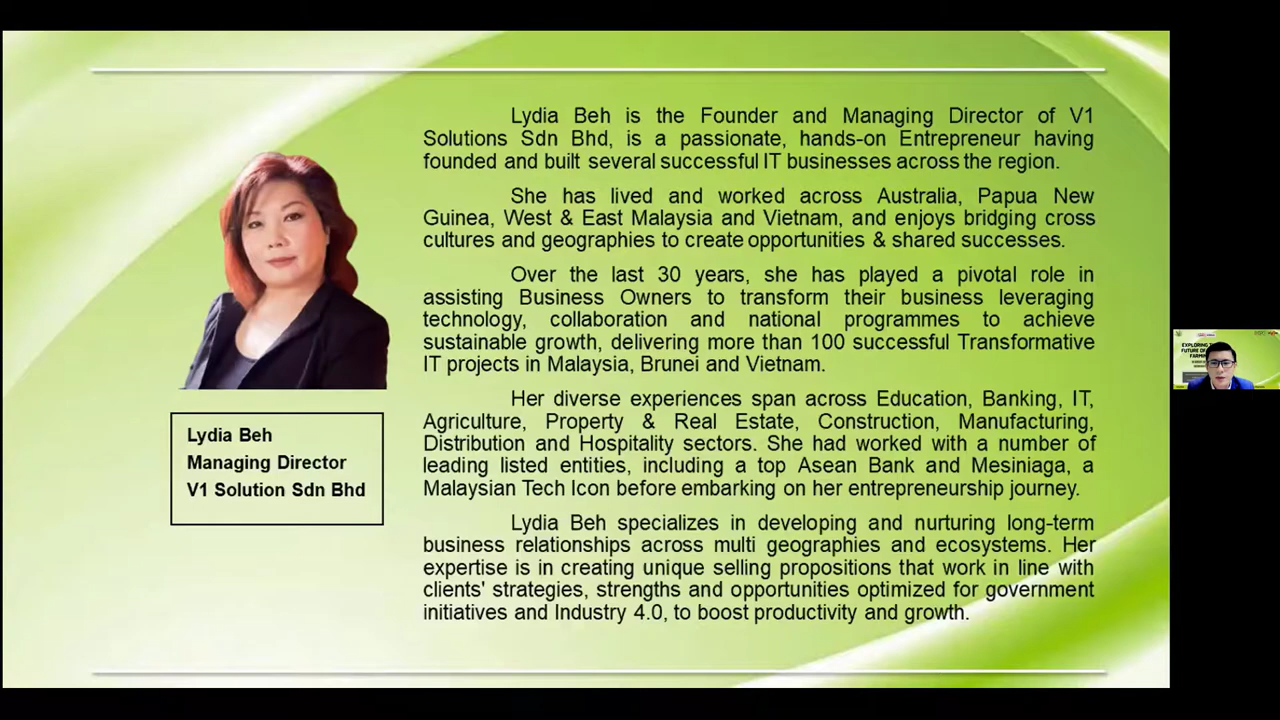 Lydia Beh is the Founder and Managing Director of V1
Solutions Sdn Bhd, is a passionate, hands-on Entrepreneur having
founded and built several successful IT businesses across the region.
She has lived and worked across Australia, Papua New
Guinea, West & East Malaysia and Vietnam, and enjoys bridging cross
cultures and geographies to create opportunities & shared successes.
Over the last 30 years, she has played a pivotal role in
assisting Business Owners to transform their business leveraging
technology, collaboration and national programmes to achieve
sustainable growth, delivering more than 100 successful Transformative
IT projects in Malaysia, Brunei and Vietnam.
Her diverse experiences span across Education, Banking, IT,
Agriculture, Property & Real Estate, Construction, Manufacturing,
Distribution and Hospitality sectors. She had worked with a number of
leading listed entities, including a top Asean Bank and Mesiniaga, a
Malaysian Tech Icon before embarking on her entrepreneurship journey.
Lydia Beh specializes in developing and nurturing long-term
business relationships across multi geographies and ecosystems. Her
expertise is in creating unique selling propositions that work in line with
clients' strategies, strengths and opportunities optimized for government
initiatives and Industry 4.0, to boost productivity and growth.
Lydia Beh
Managing Director
V1 Solution Sdn Bhd
EXPLORING
FUTURE OF